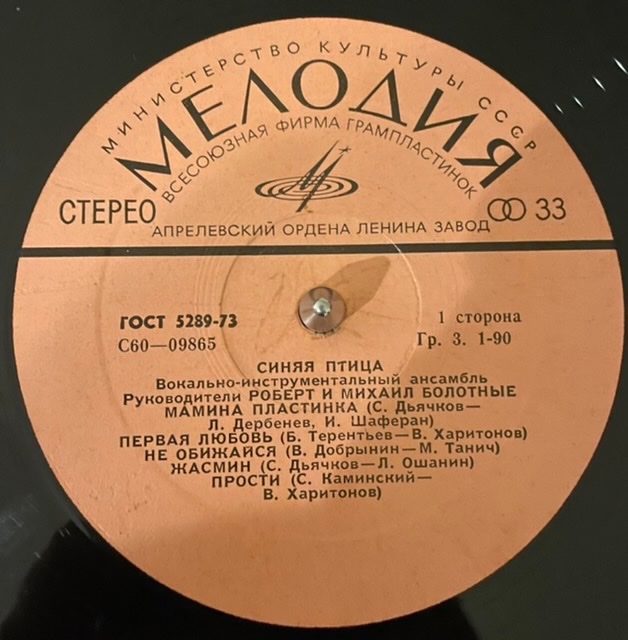 МИНИСТЕРСТВО КУЛЬТУРЫ СССР
МЕЛОДИЯ
ВСЕСОЮЗНАЯ ФИРМА ГРАМПЛАСТИНОК
СТЕРЕО 33
АПРЕЛЕВСКИЙ ОРДЕНА ЛЕНИНА ЗАВОД
ГОСТ 5289-73 1 сторона
С60—09865 Гр. 3. 1-90
СИНЯЯ ПТИЦА
Вокально-инструментальный ансамбль
Руководители РОБЕРТ И МИХАИЛ БОЛОТНЫЕ
МАМИНА ПЛАСТИНКА (С. Дьячков—
Л. Дербенев, И. Шаферан)
ПЕРВАЯ ЛЮБОВЬ (Б. Терентьев—В. Харитонов)
НЕ ОБИЖАЙСЯ (В. Добрынин—М. Танич)
ЖАСМИН (С. Дьячков—Л. Ошанин)
ПРОСТИ (С. Каминский—
В. Харитонов)